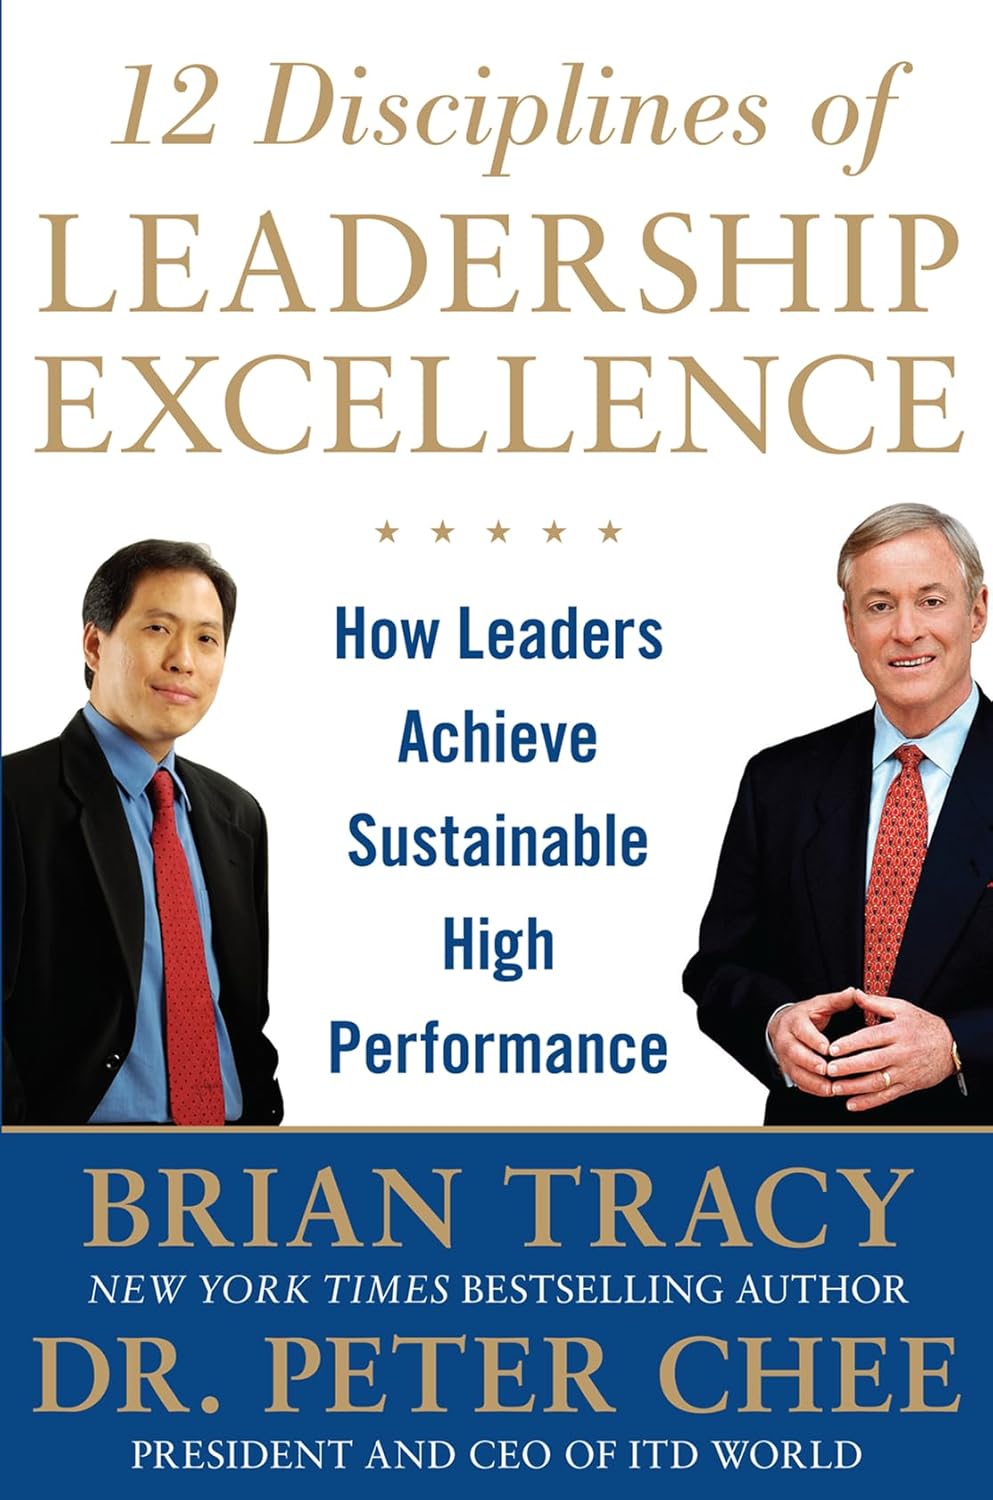 12 Disciplines of
LEADERSHIP
EXCELLENCE
How Leaders
Achieve
Sustainable
High
Performance
BRIAN TRACY
NEW YORK TIMES BESTSELLING AUTHOR
DR. PETER CHEE
PRESIDENT AND CEO OF ITD WORLD